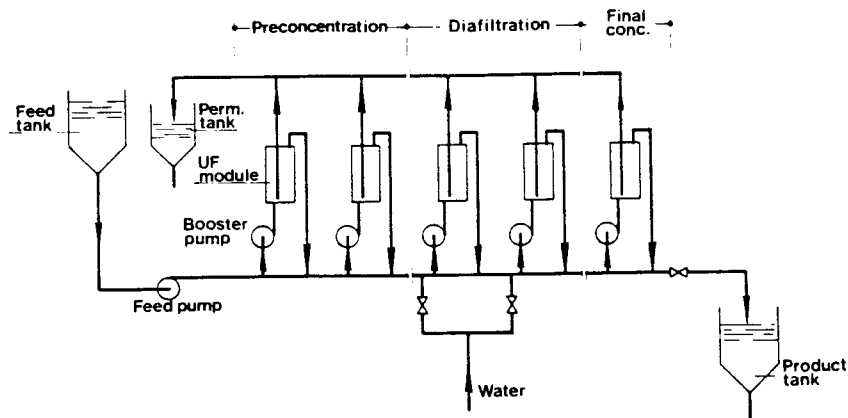 Preconcentration
Diafiltration
Final
conc.
Feed
tank
Perm.
tank
UF
module
Booster
pump
Feed pump
Water
Product
tank